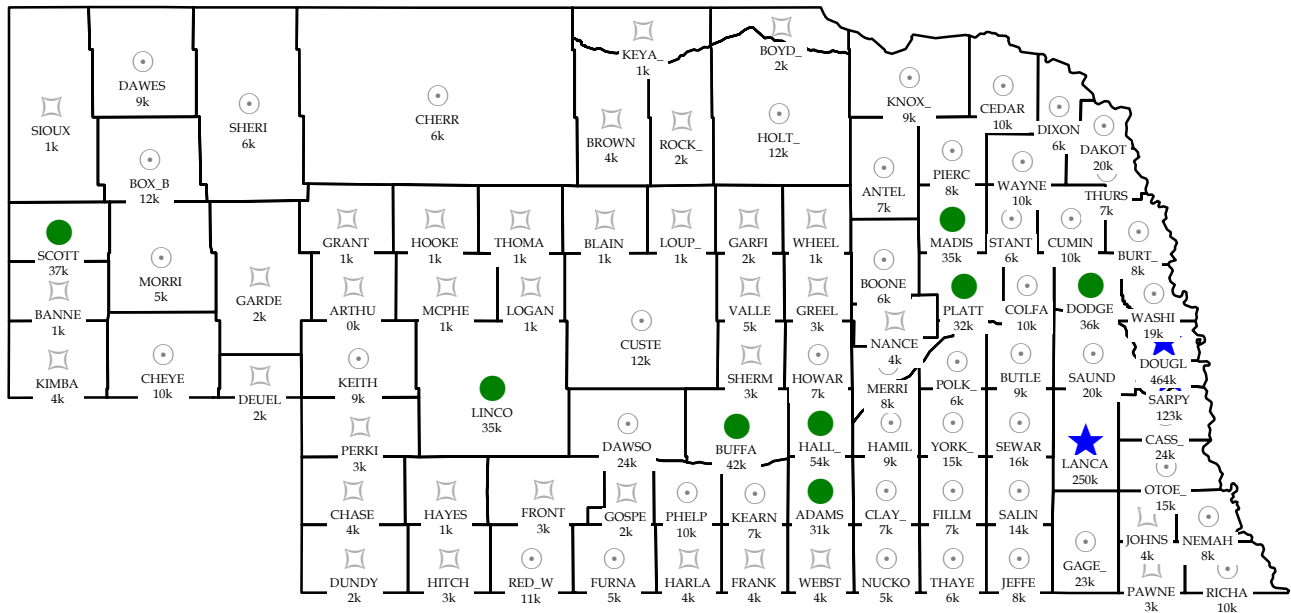 KEYA_
1k
BOYD_
2k
DAWES
9k
KNOX_
9k
CEDAR
10k
SIOUX
1k
SHERI
6k
CHERR
6k
BROWN
4k
ROCK_
2k
HOLT_
12k
DIXON
6k
DAKOT
20k
BOX_B
12k
ANTEL
7k
PIERC
8k
WAYNE
10k
THURS
7k
SCOTT
37k
GRANT
1k
HOOKE
1k
THOMA
1k
BLAIN
1k
LOUP_
1k
GARFI
2k
WHEEL
1k
MADIS
35k
STANT
6k
CUMIN
10k
BURT_
8k
MORRI
5k
GARDE
2k
BOONE
6k
BANNE
1k
ARTHU
0k
MCPHE
1k
LOGAN
1k
VALLE
5k
GREEL
3k
PLATT
32k
COLFA
10k
DODGE
36k
WASHI
19k
CUSTE
12k
NANCE
4k
KIMBA
4k
CHEYE
10k
DEUEL
2k
KEITH
9k
LINCO
35k
SHERM
3k
HOWAR
7k
MERRI
8k
POLK_
6k
BUTLE
9k
SAUND
20k
DOUGL
464k
SARPY
123k
PERKI
3k
DAWSO
24k
BUFFA
42k
HALL_
54k
HAMIL
9k
YORK_
15k
SEWAR
16k
LANCA
250k
CASS_
24k
CHASE
4k
HAYES
1k
FRONT
3k
GOSPE
2k
PHELP
10k
KEARN
7k
ADAMS
31k
CLAY_
7k
FILLM
7k
SALIN
14k
OTOE_
15k
JOHNS
4k
NEMAH
8k
DUNDY
2k
HITCH
3k
RED_W
11k
FURNA
5k
HARLA
4k
FRANK
4k
WEBST
4k
NUCKO
5k
THAYE
6k
JEFFE
8k
GAGE_
23k
PAWNE
3k
RICHA
10k